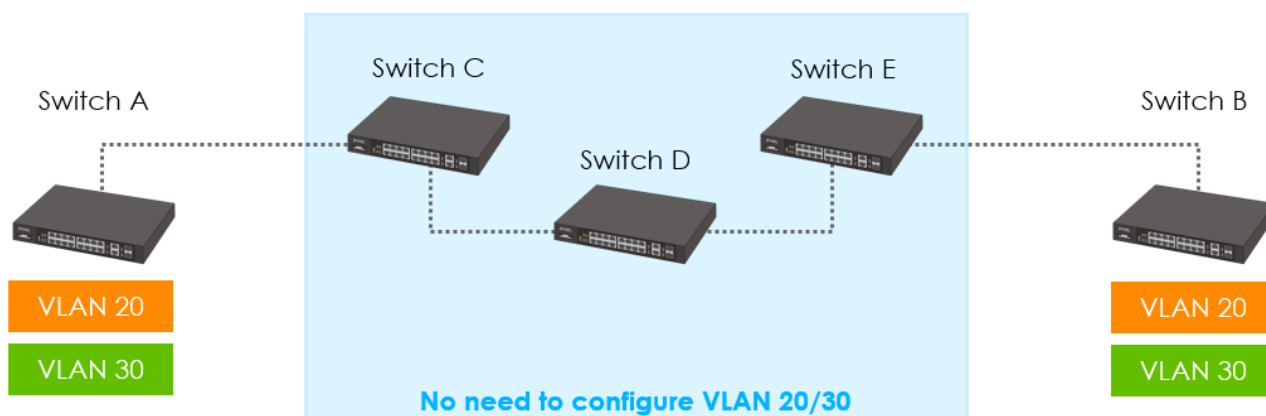 Switch C
Switch E
Switch A
Switch B
Switch D
VLAN 20
VLAN 20
VLAN 30
VLAN 30
No need to configure VLAN 20/30